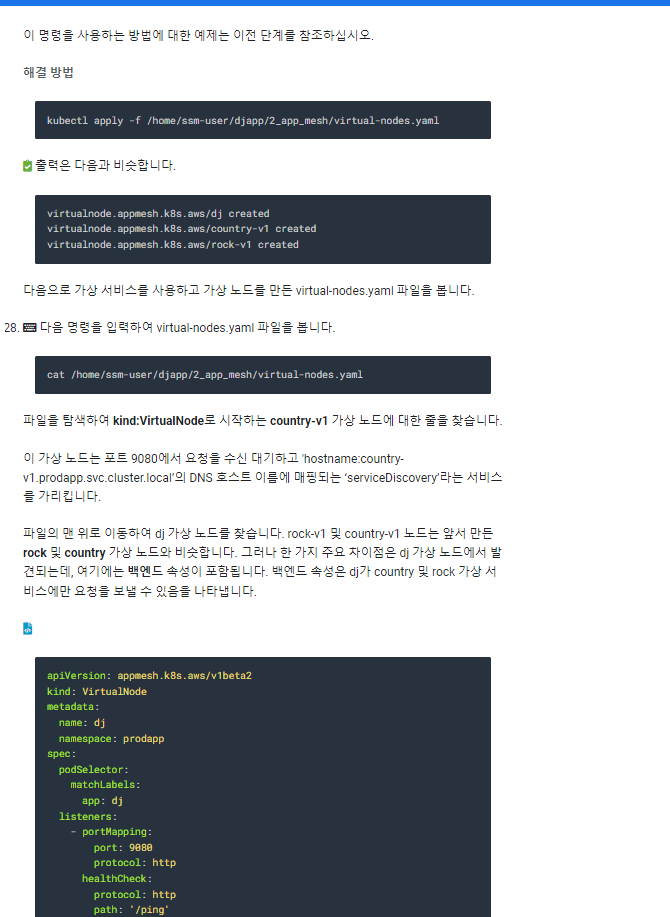 이 명령을 사용하는 방법에 대한 예제는 이전 단계를 참조하십시오.
해결 방법
kubectl apply -f /home/ssm-user/djapp/2_app_mesh/virtual-nodes.yaml
출력은 다음과 비슷합니다.
virtualnode.appmesh.k8s.aws/dj created
virtualnode.appmesh.k8s.aws/country-v1 created
virtualnode.appmesh.k8s.aws/rock-v1 created
다음으로 가상 서비스를 사용하고 가상 노드를 만든 virtual-nodes.yaml 파일을 봅니다.
28. 다음 명령을 입력하여 virtual-nodes.yaml 파일을 봅니다.
cat /home/ssm-user/djapp/2_app_mesh/virtual-nodes.yaml
파일을 탐색하여 kind:VirtualNode로 시작하는 country-v1 가상 노드에 대한 줄을 찾습니다.
이 가상 노드는 포트 9080에서 요청을 수신 대기하고 'hostname:country-
v1.prodapp.svc.cluster.local'의 DNS 호스트 이름에 매핑되는 ‘serviceDiscovery’라는 서비스
를 가리킵니다.
파일의 맨 위로 이동하여 dj 가상 노드를 찾습니다. rock-v1 및 country-v1 노드는 앞서 만든
rock 및 country 가상 노드와 비슷합니다. 그러나 한 가지 주요 차이점은 dj 가상 노드에서 발
견되는데, 여기에는 백엔드 속성이 포함됩니다. 백엔드 속성은 dj가 country 및 rock 가상 서
비스에만 요청을 보낼 수 있음을 나타냅니다.
apiVersion: appmesh.k8s.aws/v1beta2
kind: VirtualNode
metadata:
  name: dj
  namespace: prodapp
spec:
  podSelector:
    matchLabels:
      app: dj
  listeners:
    - portMapping:
        port: 9080
        protocol: http
      healthCheck:
        protocol: http
        path: '/ping'